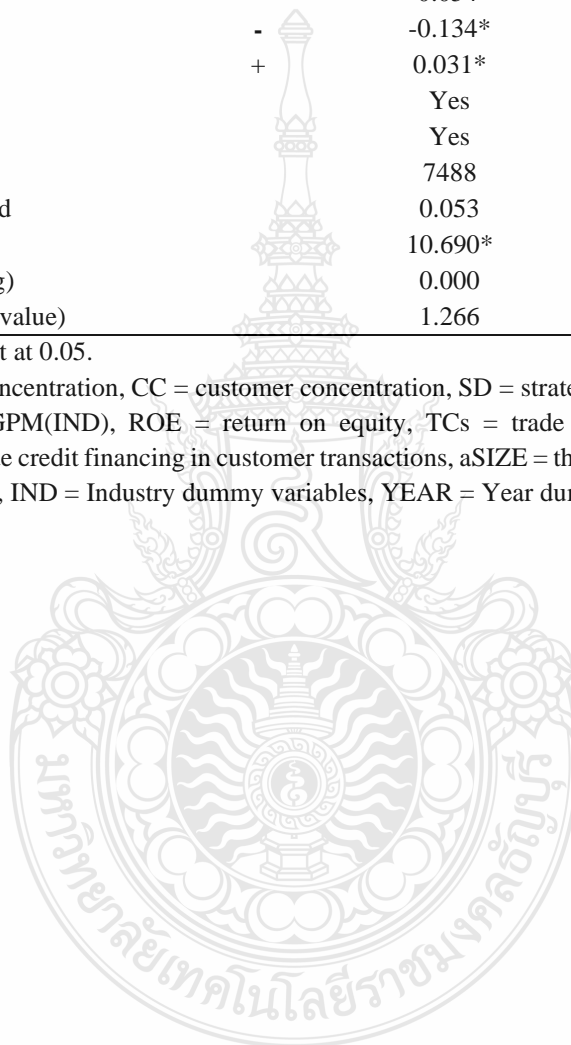 - -0.134*
+ 0.031*
Yes
Yes
7488
d 0.053
10.690*
g) 0.000
value) 1.266
t at 0.05.
ncentration, CC = customer concentration, SD = strate
GPM(IND), ROE = return on equity, TCs = trade
e credit financing in customer transactions, aSIZE = th
, IND = Industry dummy variables, YEAR = Year du
มหาวิทยาลัยเทคโนโลยีราชมงคลธัญบุรี